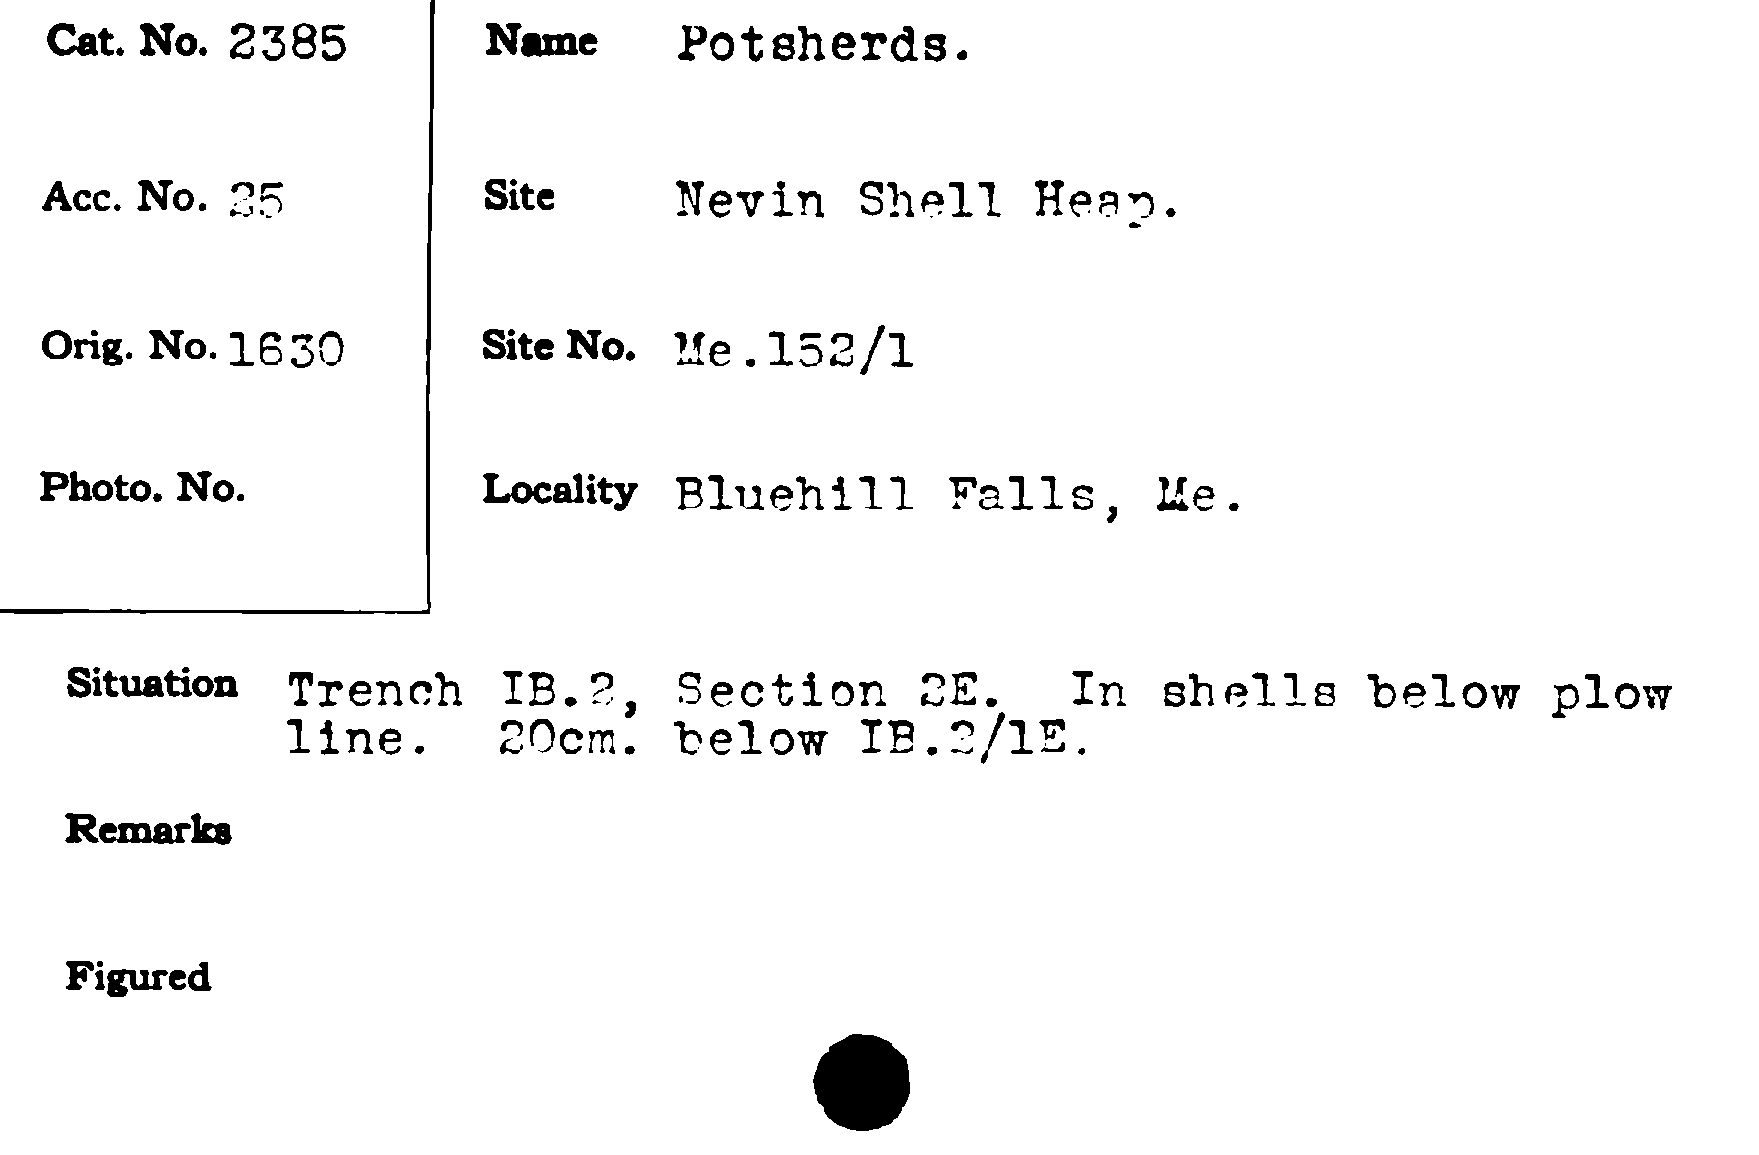 Cat. No. 2385
Acc. No. 25
Orig. No. 1630
Photo. No.
Name Potsherds.
Site Nevin Shell Heap.
Site No. Me.152/1
Locality Bluehill Falls, Me.
Situation Trench IB.2, Section 2E. In shells below plow
line. 20cm. below IB.2/1E.
Remarks
Figured